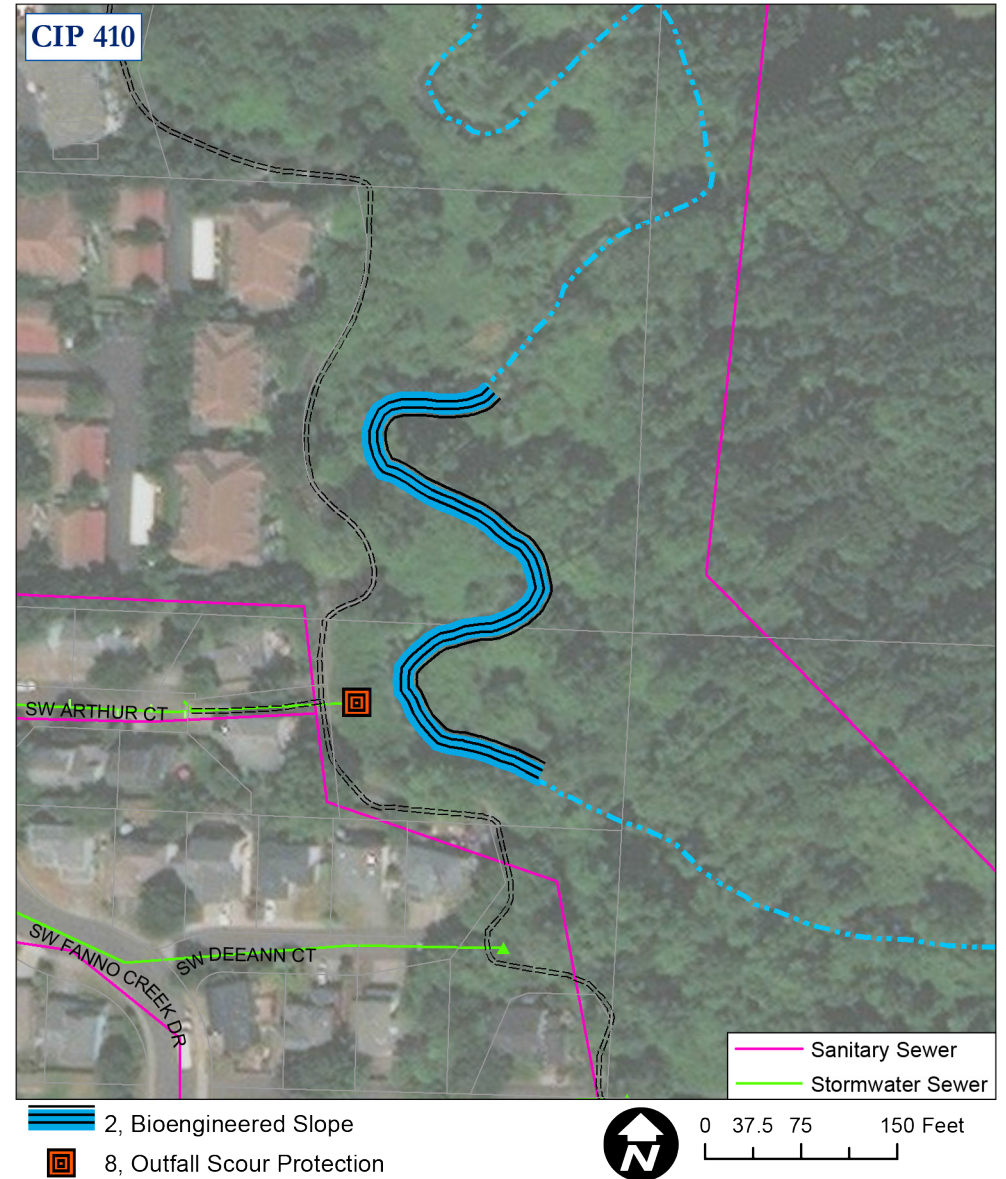 CIP 410
SW ARTHUR CT
SW FANNO CREEK DR
SW DEEANN CT
Sanitary Sewer
Stormwater Sewer
2, Bioengineered Slope
8, Outfall Scour Protection
N
0 37.5 75 150 Feet